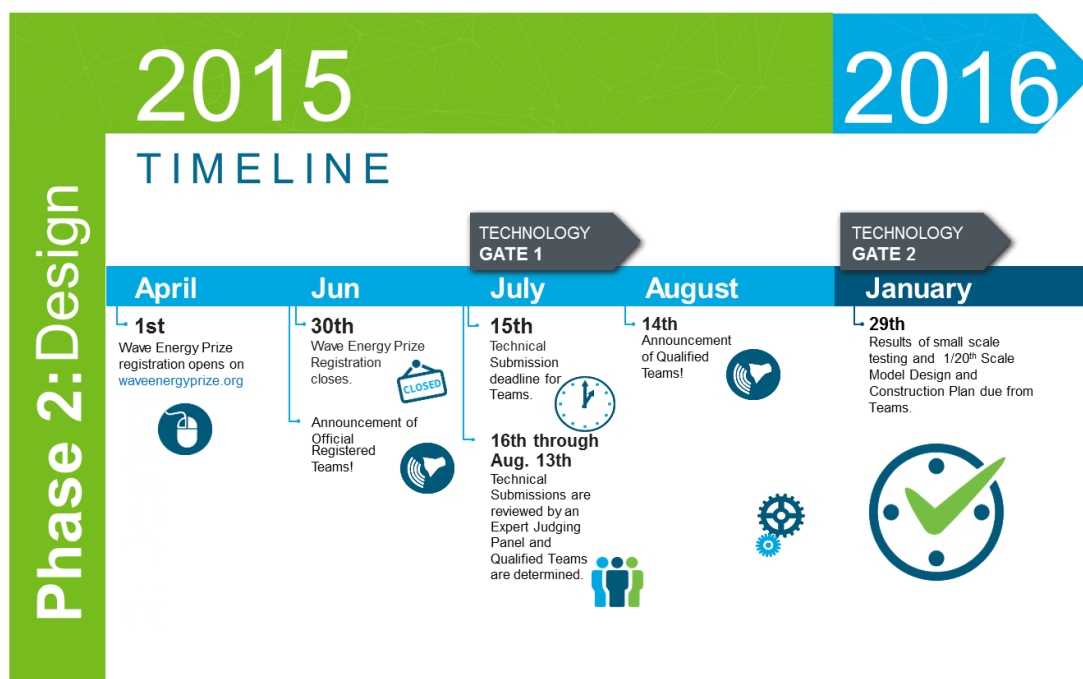 2015
2016
TIMELINE
Phase 2:Design
TECHNOLOGY
GATE 1
TECHNOLOGY
GATE 2
April
Jun
July
August
January
1st
Wave Energy Prize
registration opens on
waveenergyprize.org
30th
Wave Energy Prize
Registration
closes.
CLOSED
Announcement of
Official
Registered
Teams!
15th
Technical
Submission
deadline for
Teams.
16th through
Aug. 13th
Technical
Submissions are
reviewed by an
Expert Judging
Panel and
Qualified Teams
are determined.
14th
Announcement
of Qualified
Teams!
29th
Results of small scale
testing and 1/20th Scale
Model Design and
Construction Plan due from
Teams.